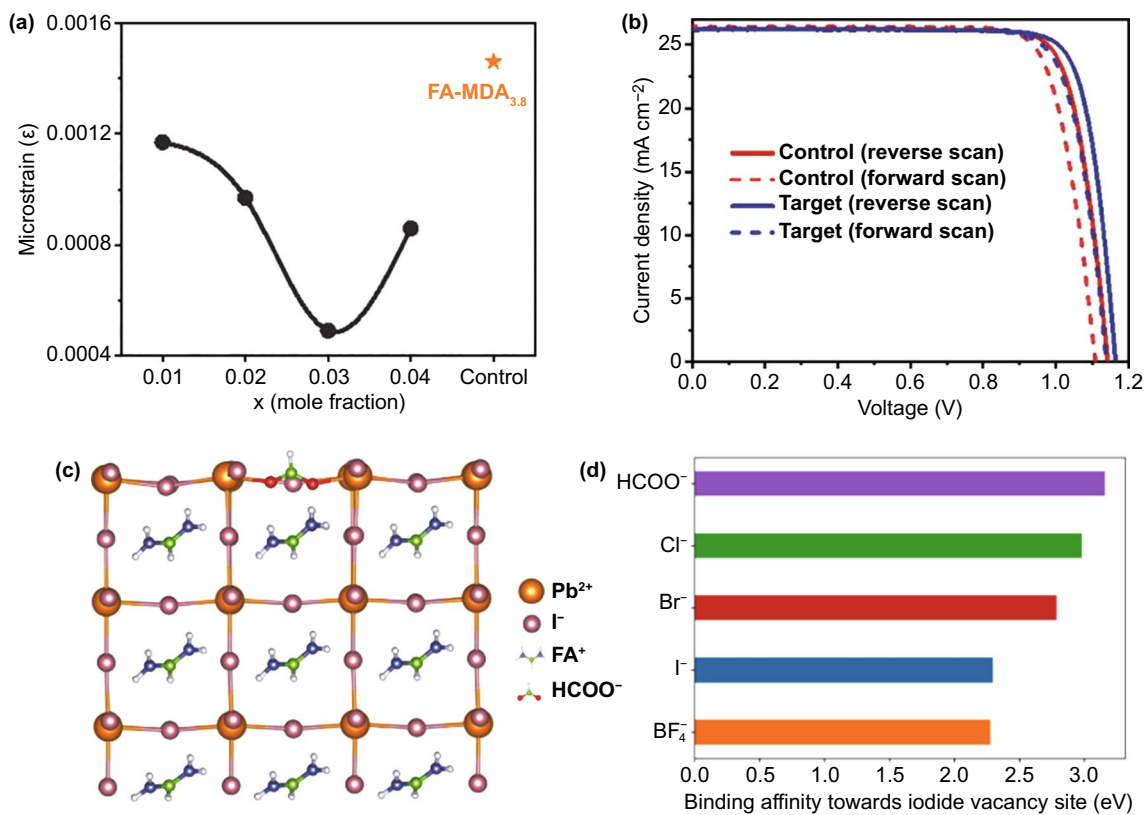 (a)
0.0016
0.0012
0.0008
0.0004
Microstrain (ε)
FA-MDA₃.₈
0.01 0.02 0.03 0.04 Control
x (mole fraction)
(b)
25
20
15
10
5
0
Current density (mA cm⁻²)
Control (reverse scan)
Control (forward scan)
Target (reverse scan)
Target (forward scan)
0.0 0.2 0.4 0.6 0.8 1.0 1.2
Voltage (V)
(c)
Pb²⁺
I⁻
FA⁺
HCOO⁻
(d)
HCOO⁻
Cl⁻
Br⁻
I⁻
BF₄⁻
0.0 0.5 1.0 1.5 2.0 2.5 3.0
Binding affinity towards iodide vacancy site (eV)